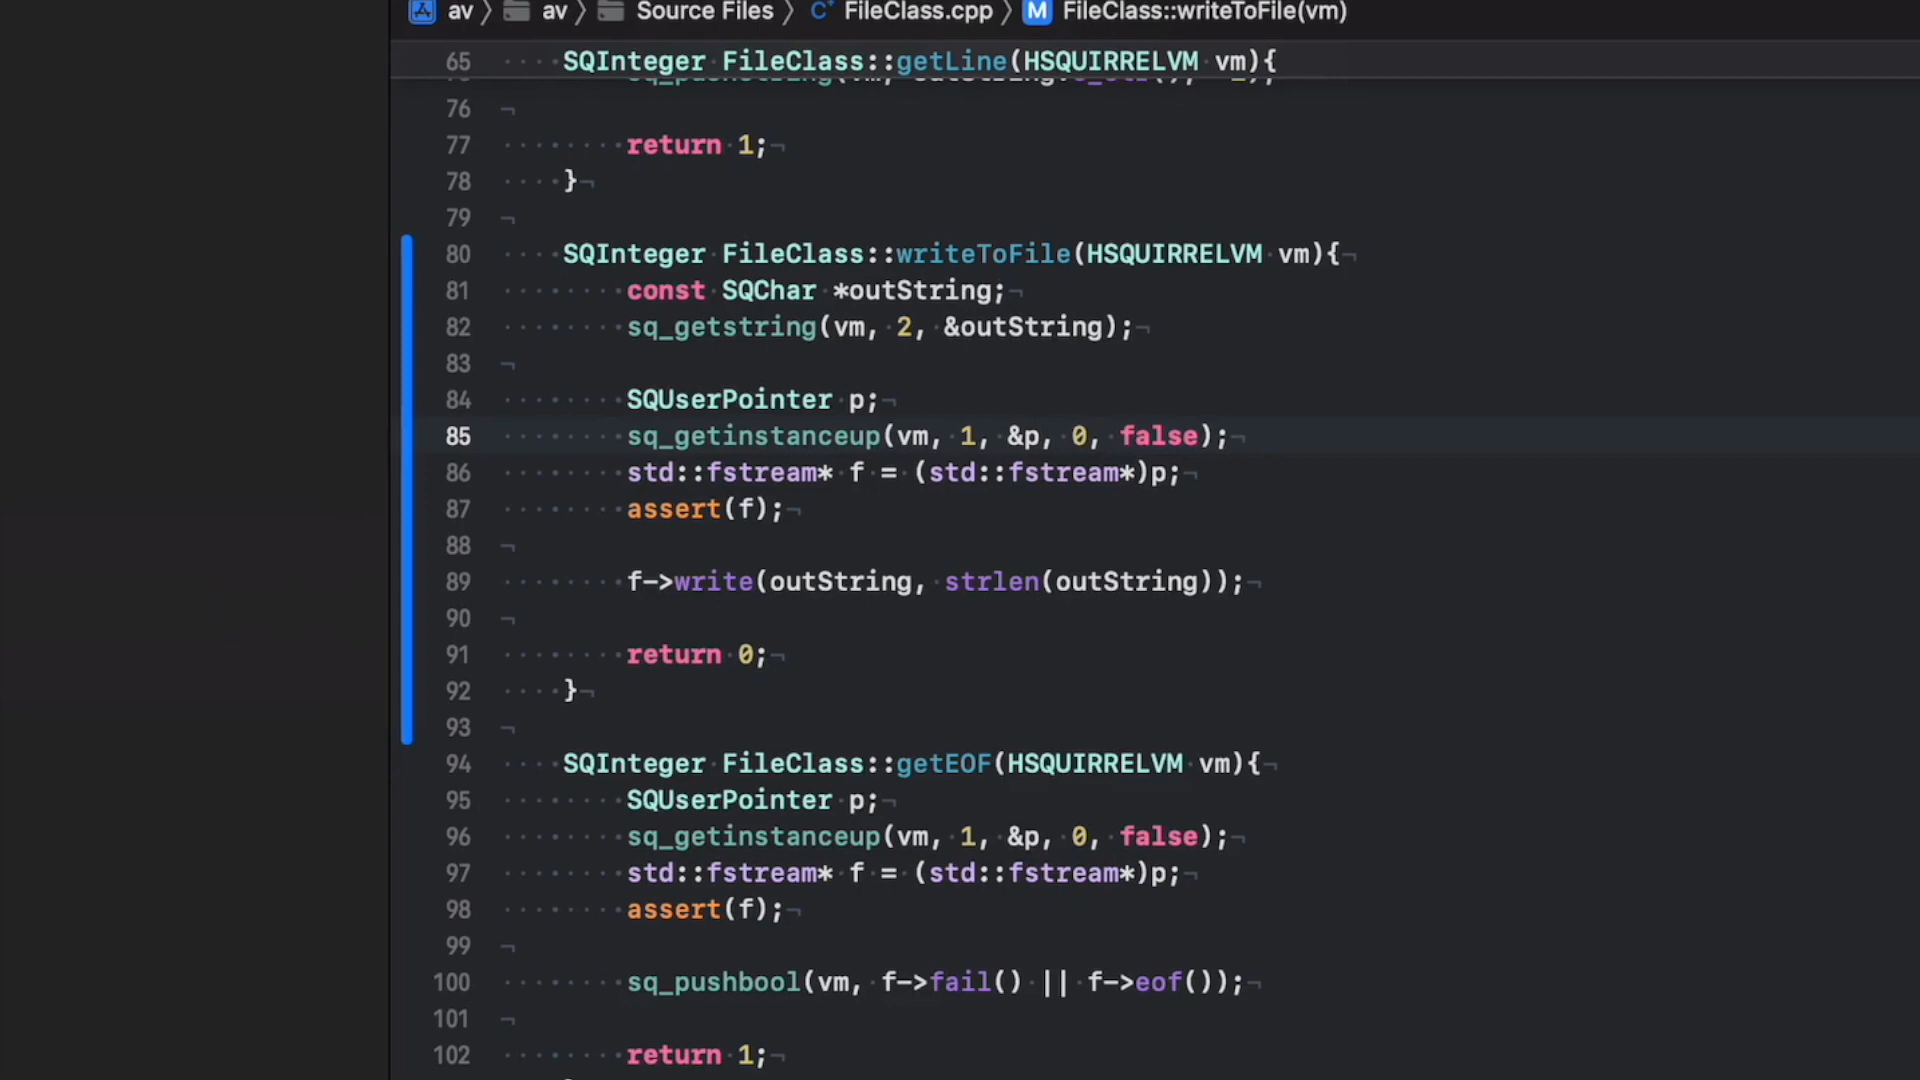 av 〉 av 〉 Source Files 〉 C⁺ FileClass.cpp 〉 M FileClass::writeToFile(vm)
65 SQInteger FileClass::getLine(HSQUIRRELVM vm){
76
77 return 1;
78 }
79
80 SQInteger FileClass::writeToFile(HSQUIRRELVM vm){
81 const SQChar *outString;
82 sq_getstring(vm, 2, &outString);
83
84 SQUserPointer p;
85 sq_getinstanceup(vm, 1, &p, 0, false);
86 std::fstream* f = (std::fstream*)p;
87 assert(f);
88
89 f->write(outString, strlen(outString));
90
91 return 0;
92 }
93
94 SQInteger FileClass::getEOF(HSQUIRRELVM vm){
95 SQUserPointer p;
96 sq_getinstanceup(vm, 1, &p, 0, false);
97 std::fstream* f = (std::fstream*)p;
98 assert(f);
99
100 sq_pushbool(vm, f->fail() || f->eof());
101
102 return 1;